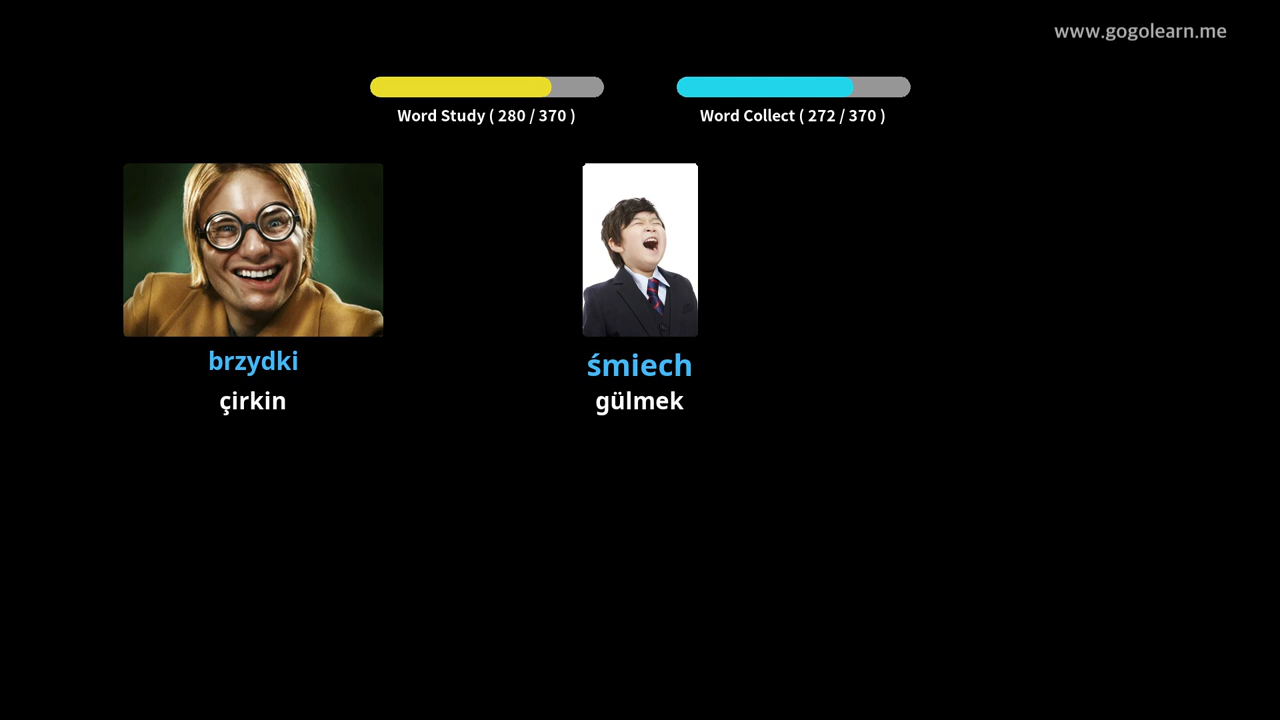 www.gogolearn.me
Word Study ( 280 / 370 )
Word Collect ( 272 / 370 )
brzydki
çirkin
śmiech
gülmek